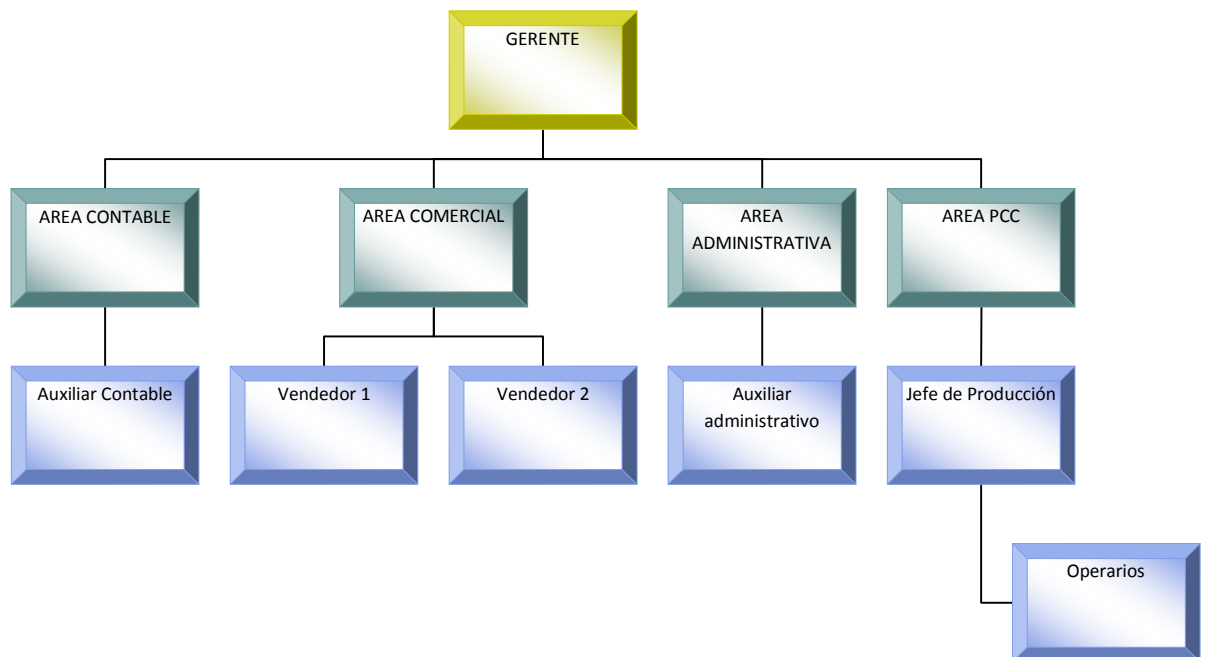 GERENTE
AREA CONTABLE
AREA COMERCIAL
AREA
ADMINISTRATIVA
AREA PCC
Auxiliar Contable
Vendedor 1
Vendedor 2
Auxiliar
administrativo
Jefe de Producción
Operarios